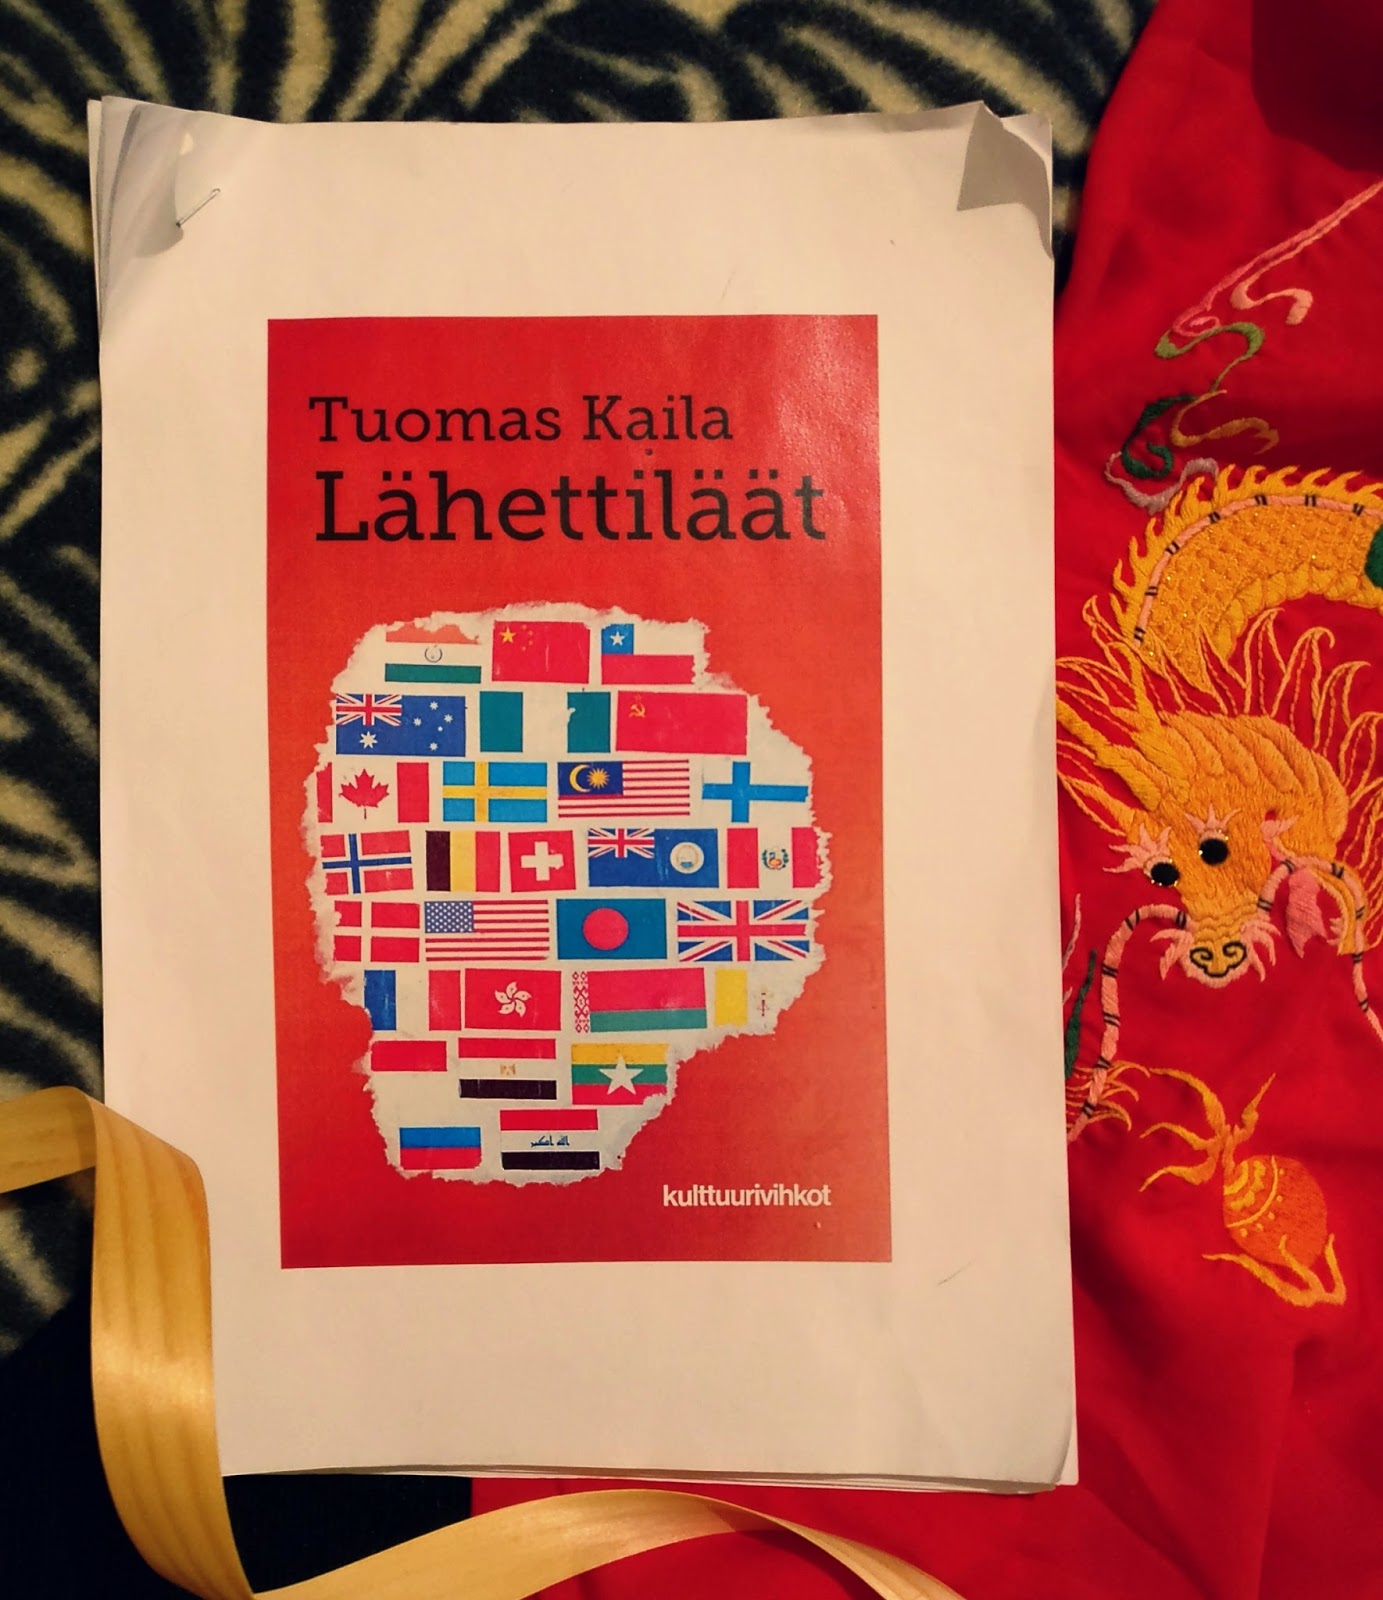 Tuomas Kaila
Lähettiläät
kulttuurivihkot